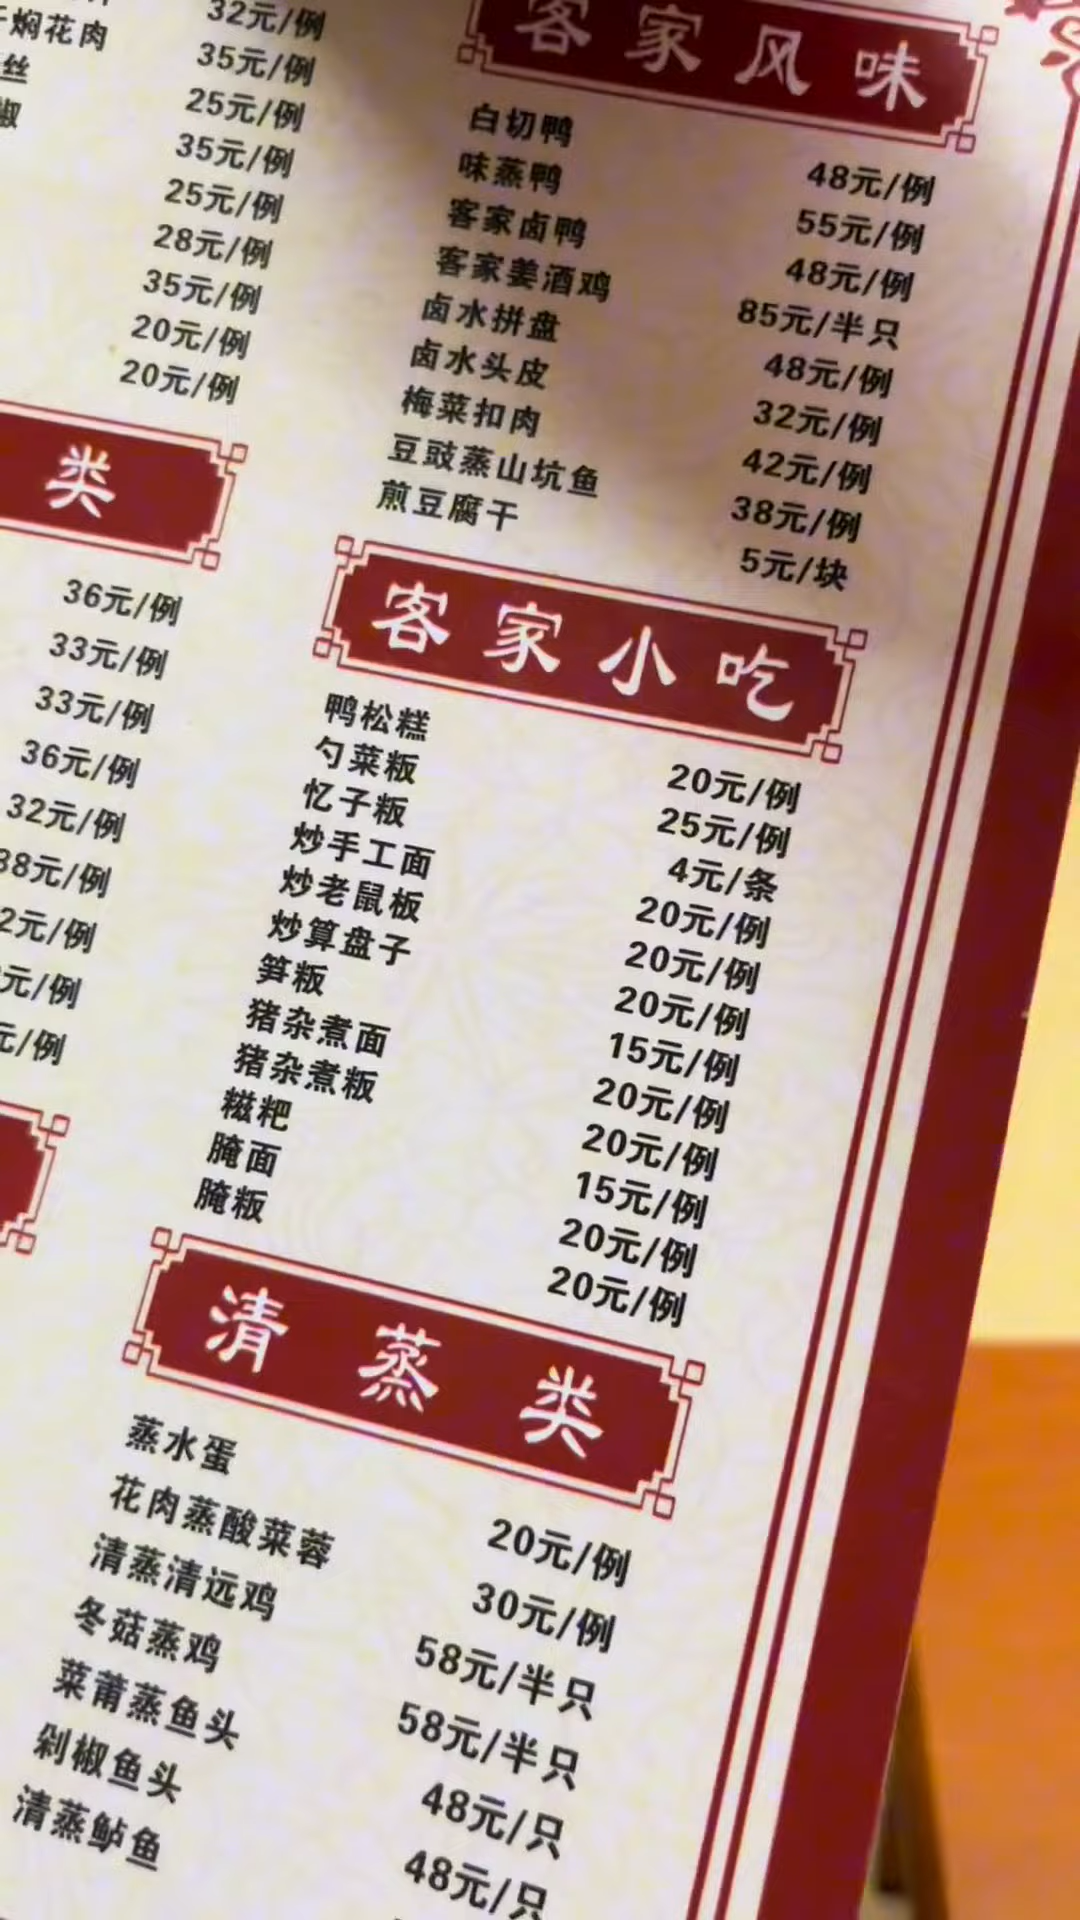 焖花肉
丝
椒
32元/例
35元/例
25元/例
35元/例
25元/例
28元/例
35元/例
20元/例
20元/例
类
36元/例
33元/例
33元/例
36元/例
32元/例
38元/例
2元/例
元/例
元/例
客家风味
白切鸭 48元/例
味蒸鸭 55元/例
客家卤鸭 48元/例
客家姜酒鸡 85元/半只
卤水拼盘 48元/例
卤水头皮 32元/例
梅菜扣肉 42元/例
豆豉蒸山坑鱼 38元/例
煎豆腐干 5元/块
客家小吃
鸭松糕 20元/例
勺菜粄 25元/例
忆子粄 4元/条
炒手工面 20元/例
炒老鼠板 20元/例
炒算盘子 20元/例
笋粄 15元/例
猪杂煮面 20元/例
猪杂煮粄 20元/例
糍粑 15元/例
腌面 20元/例
腌粄 20元/例
清蒸类
蒸水蛋 20元/例
花肉蒸酸菜蓉 30元/例
清蒸清远鸡 58元/半只
冬菇蒸鸡 58元/半只
菜莆蒸鱼头 48元/只
剁椒鱼头 48元/只
清蒸鲈鱼